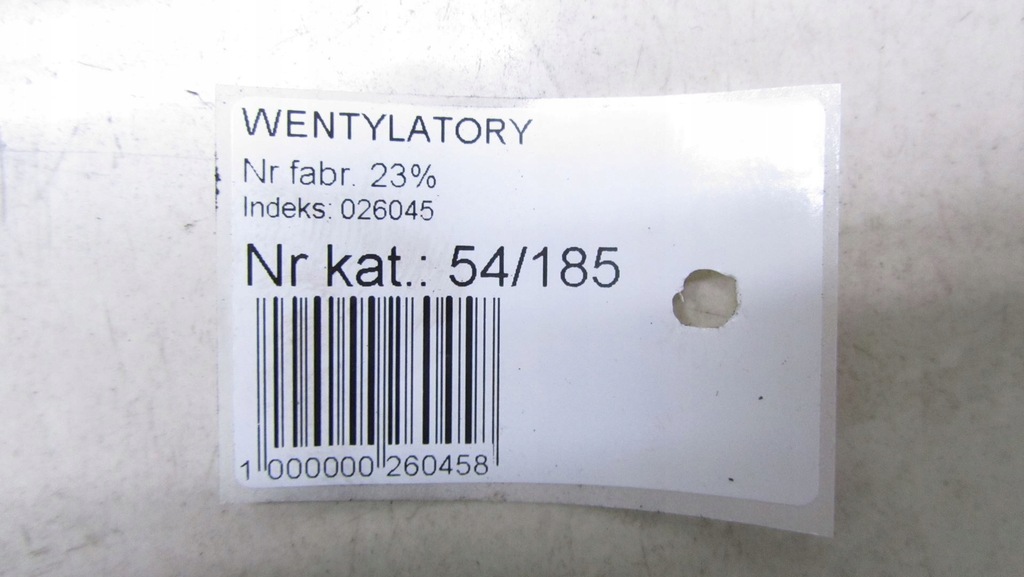 WENTYLATORY
Nr fabr. 23%
Indeks: 026045
Nr kat.: 54/185
1 000000 260458